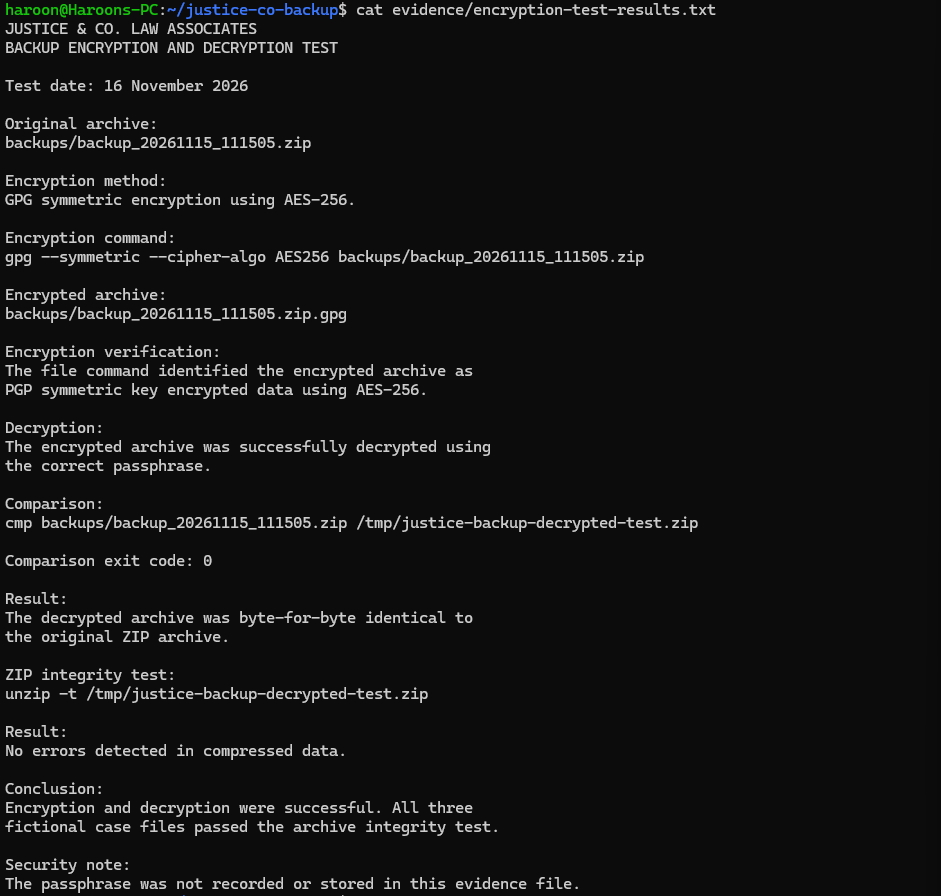 haroon@Haroons-PC:~/justice-co-backup$ cat evidence/encryption-test-results.txt
JUSTICE & CO. LAW ASSOCIATES
BACKUP ENCRYPTION AND DECRYPTION TEST
Test date: 16 November 2026
Original archive:
backups/backup_20261115_111505.zip
Encryption method:
GPG symmetric encryption using AES-256.
Encryption command:
gpg --symmetric --cipher-algo AES256 backups/backup_20261115_111505.zip
Encrypted archive:
backups/backup_20261115_111505.zip.gpg
Encryption verification:
The file command identified the encrypted archive as
PGP symmetric key encrypted data using AES-256.
Decryption:
The encrypted archive was successfully decrypted using
the correct passphrase.
Comparison:
cmp backups/backup_20261115_111505.zip /tmp/justice-backup-decrypted-test.zip
Comparison exit code: 0
Result:
The decrypted archive was byte-for-byte identical to
the original ZIP archive.
ZIP integrity test:
unzip -t /tmp/justice-backup-decrypted-test.zip
Result:
No errors detected in compressed data.
Conclusion:
Encryption and decryption were successful. All three
fictional case files passed the archive integrity test.
Security note:
The passphrase was not recorded or stored in this evidence file.